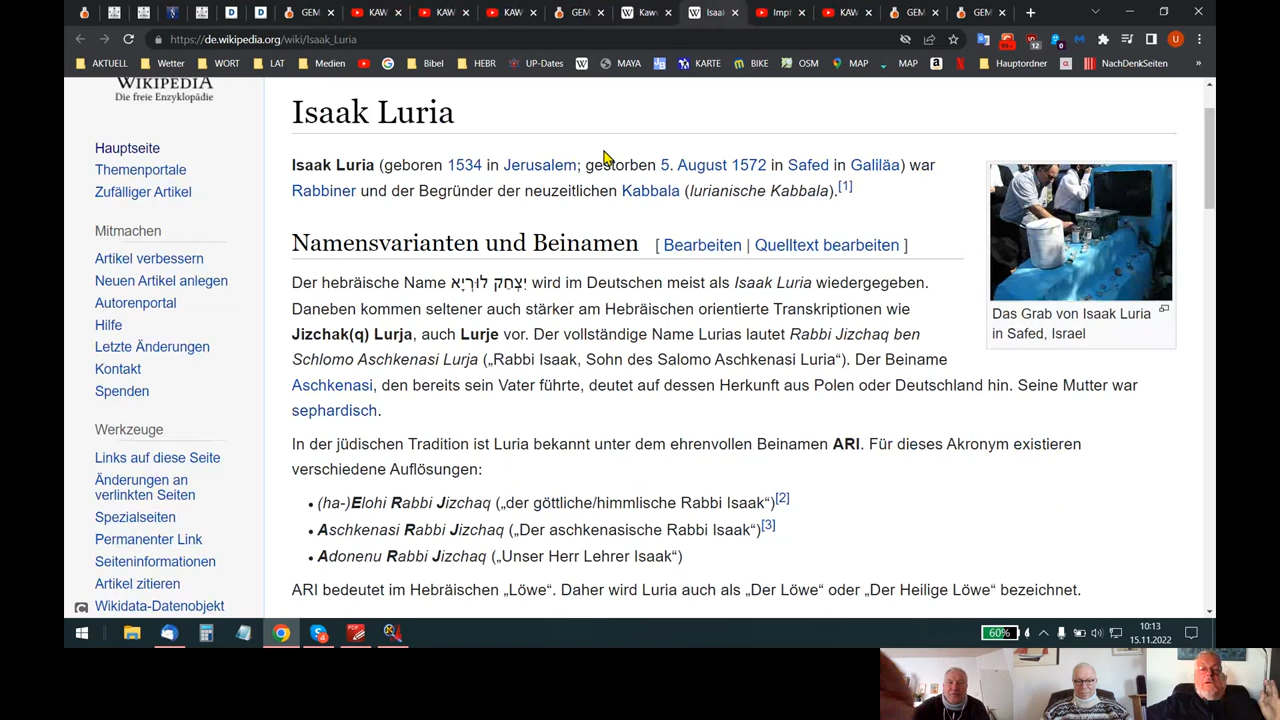 GEM
KAW
KAW
KAW
GEM
Kaw
Isaa
Impf
KAW
GEM
GEM
https://de.wikipedia.org/wiki/Isaak_Luria
AKTUELL Wetter WORT LAT Medien Bibel HEBR UP-Dates MAYA KARTE BIKE OSM MAP MAP Hauptordner NachDenkSeiten »
WIKIPEDIA
Die freie Enzyklopädie
Hauptseite
Themenportale
Zufälliger Artikel
Mitmachen
Artikel verbessern
Neuen Artikel anlegen
Autorenportal
Hilfe
Letzte Änderungen
Kontakt
Spenden
Werkzeuge
Links auf diese Seite
Änderungen an
verlinkten Seiten
Spezialseiten
Permanenter Link
Seiteninformationen
Artikel zitieren
Wikidata-Datenobjekt
Isaak Luria
Isaak Luria (geboren 1534 in Jerusalem; gestorben 5. August 1572 in Safed in Galiläa) war
Rabbiner und der Begründer der neuzeitlichen Kabbala (lurianische Kabbala).[1]
Namensvarianten und Beinamen [ Bearbeiten | Quelltext bearbeiten ]
Der hebräische Name יִצְחַק לוּרְיָא wird im Deutschen meist als Isaak Luria wiedergegeben.
Daneben kommen seltener auch stärker am Hebräischen orientierte Transkriptionen wie
Jizchak(q) Lurja, auch Lurje vor. Der vollständige Name Lurias lautet Rabbi Jizchaq ben
Schlomo Aschkenasi Lurja („Rabbi Isaak, Sohn des Salomo Aschkenasi Luria“). Der Beiname
Aschkenasi, den bereits sein Vater führte, deutet auf dessen Herkunft aus Polen oder Deutschland hin. Seine Mutter war
sephardisch.
In der jüdischen Tradition ist Luria bekannt unter dem ehrenvollen Beinamen ARI. Für dieses Akronym existieren
verschiedene Auflösungen:
• (ha-)Elohi Rabbi Jizchaq („der göttliche/himmlische Rabbi Isaak“)[2]
• Aschkenasi Rabbi Jizchaq („Der aschkenasische Rabbi Isaak“)[3]
• Adonenu Rabbi Jizchaq („Unser Herr Lehrer Isaak“)
ARI bedeutet im Hebräischen „Löwe“. Daher wird Luria auch als „Der Löwe“ oder „Der Heilige Löwe“ bezeichnet.
Das Grab von Isaak Luria
in Safed, Israel
60%
10:13
15.11.2022